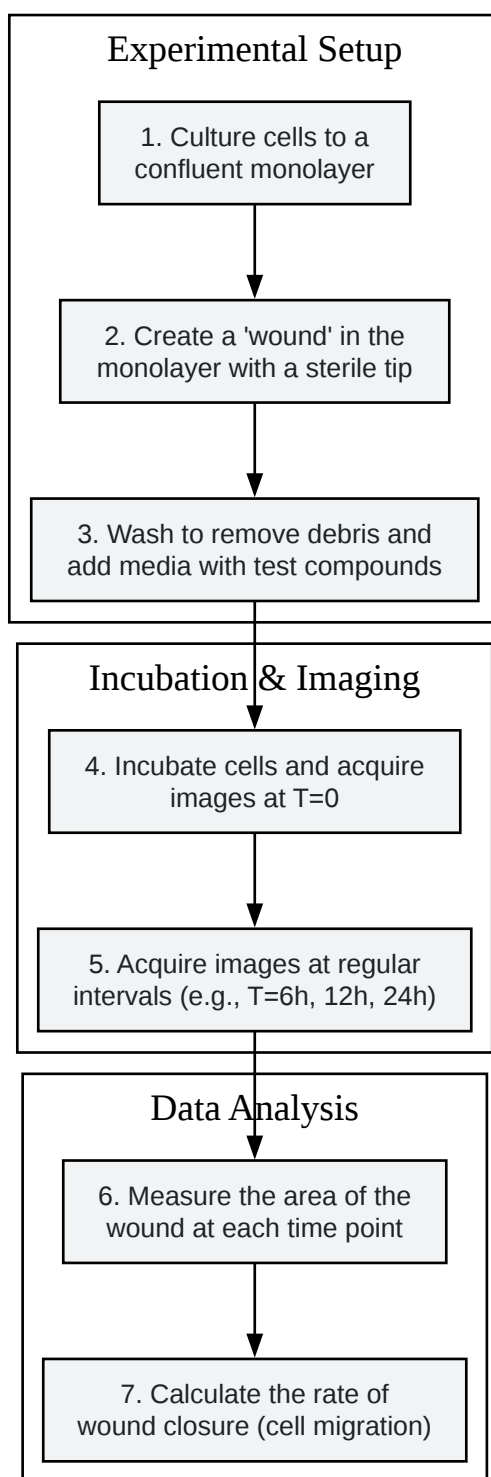 Experimental Setup
1. Culture cells to a
confluent monolayer
2. Create a 'wound' in the
monolayer with a sterile tip
3. Wash to remove debris and
add media with test compounds
Incubation & Imaging
4. Incubate cells and acquire
images at T=0
5. Acquire images at regular
intervals (e.g., T=6h, 12h, 24h)
Data Analysis
6. Measure the area of the
wound at each time point
7. Calculate the rate of
wound closure (cell migration)